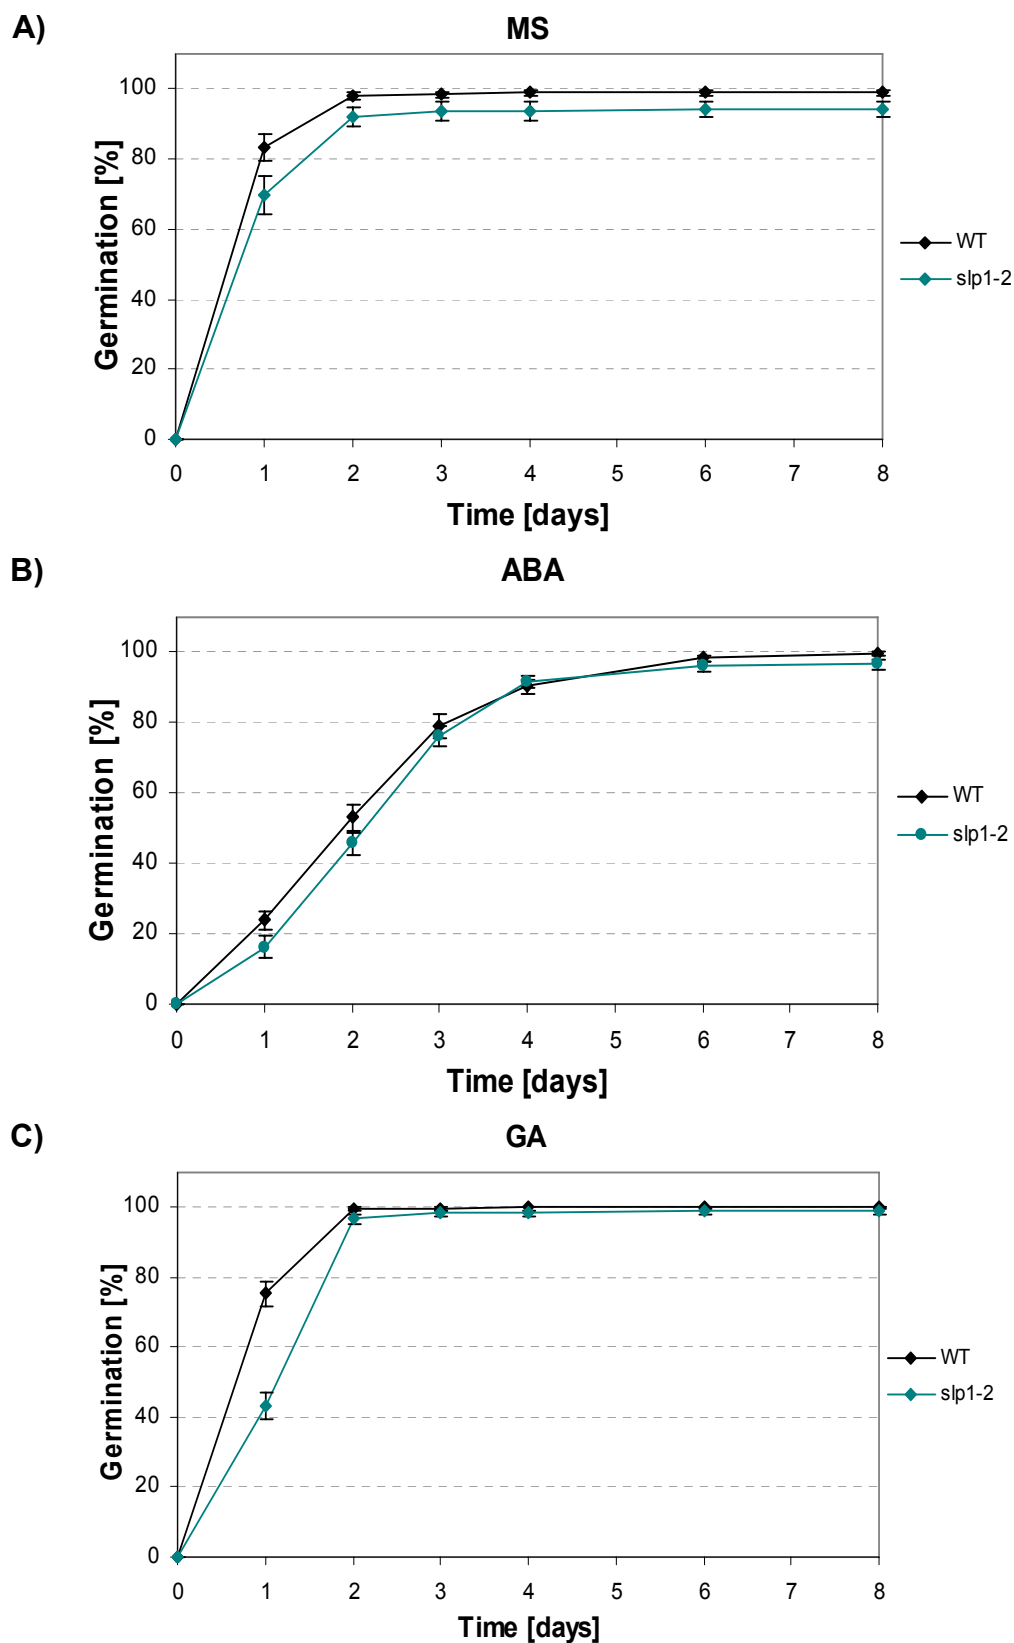 A)
MS
100
80
60
40
20
0
Germination [%]
0 1 2 3 4 5 6 7 8
Time [days]
WT
slp1-2
B)
ABA
100
80
60
40
20
0
Germination [%]
0 1 2 3 4 5 6 7 8
Time [days]
WT
slp1-2
C)
GA
100
80
60
40
20
0
Germination [%]
0 1 2 3 4 5 6 7 8
Time [days]
WT
slp1-2